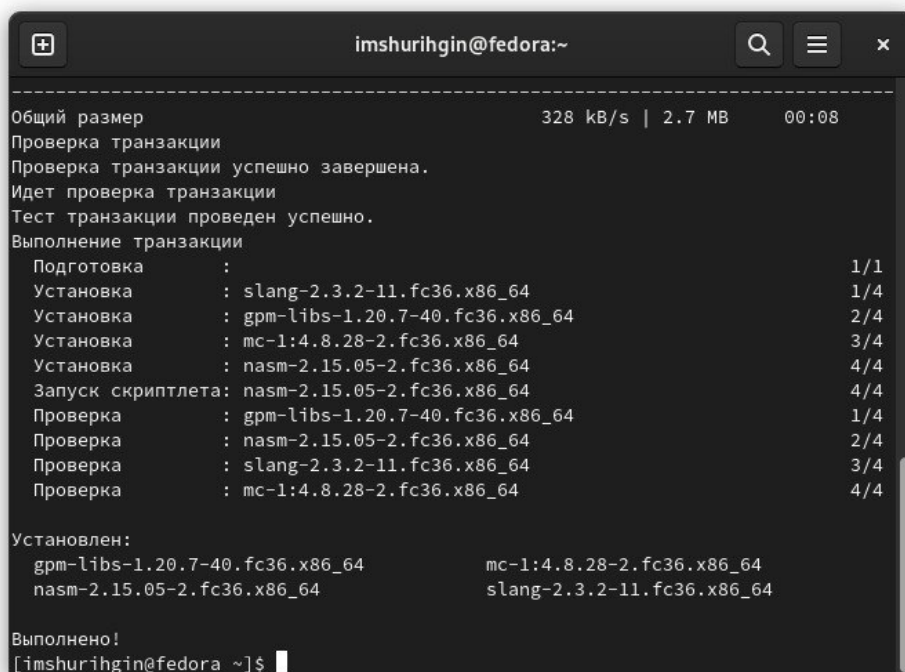 imshurihgin@fedora:~
--------------------------------------------------------------------------------
Общий размер 328 kB/s | 2.7 MB 00:08
Проверка транзакции
Проверка транзакции успешно завершена.
Идет проверка транзакции
Тест транзакции проведен успешно.
Выполнение транзакции
Подготовка : 1/1
Установка : slang-2.3.2-11.fc36.x86_64 1/4
Установка : gpm-libs-1.20.7-40.fc36.x86_64 2/4
Установка : mc-1:4.8.28-2.fc36.x86_64 3/4
Установка : nasm-2.15.05-2.fc36.x86_64 4/4
Запуск скриптлета: nasm-2.15.05-2.fc36.x86_64 4/4
Проверка : gpm-libs-1.20.7-40.fc36.x86_64 1/4
Проверка : nasm-2.15.05-2.fc36.x86_64 2/4
Проверка : slang-2.3.2-11.fc36.x86_64 3/4
Проверка : mc-1:4.8.28-2.fc36.x86_64 4/4
Установлен:
gpm-libs-1.20.7-40.fc36.x86_64 mc-1:4.8.28-2.fc36.x86_64
nasm-2.15.05-2.fc36.x86_64 slang-2.3.2-11.fc36.x86_64
Выполнено!
[imshurihgin@fedora ~]$